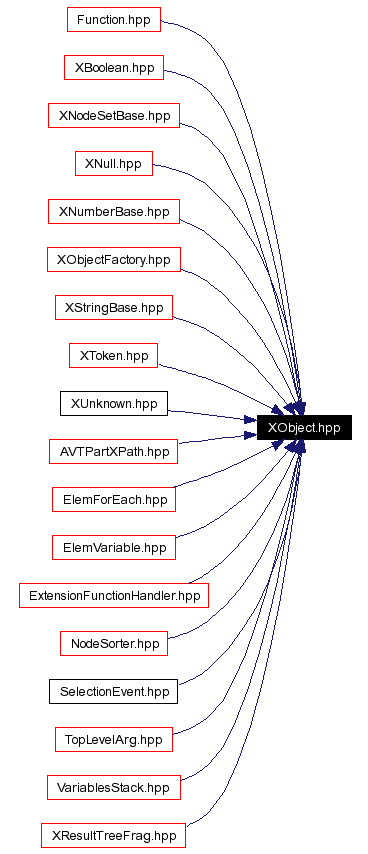 Function.hpp
XBoolean.hpp
XNodeSetBase.hpp
XNull.hpp
XNumberBase.hpp
XObjectFactory.hpp
XStringBase.hpp
XToken.hpp
XUnknown.hpp
XObject.hpp
AVTPartXPath.hpp
ElemForEach.hpp
ElemVariable.hpp
ExtensionFunctionHandler.hpp
NodeSorter.hpp
SelectionEvent.hpp
TopLevelArg.hpp
VariablesStack.hpp
XResultTreeFrag.hpp